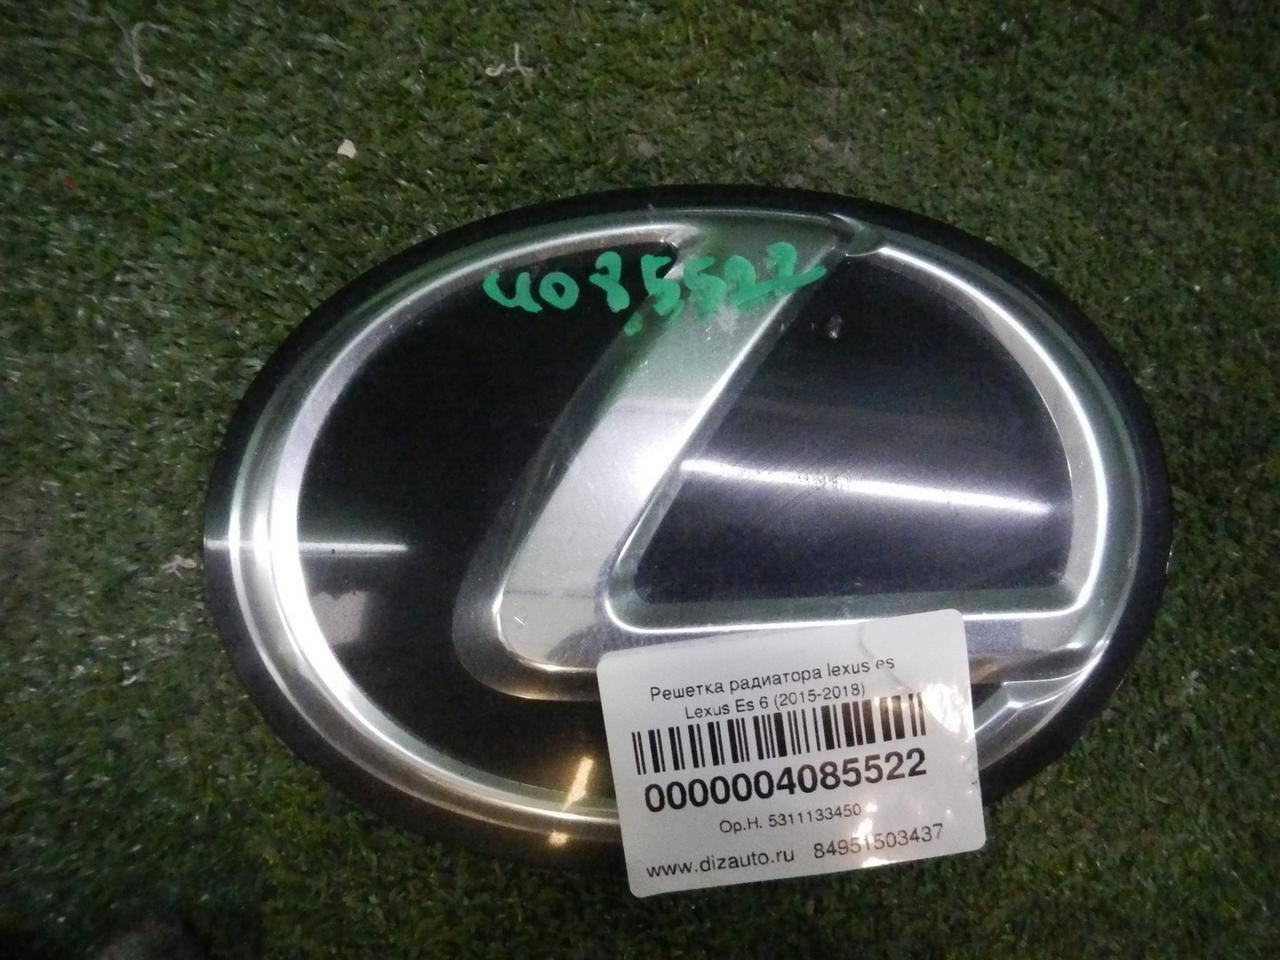 4085522
Решетка радиатора lexus es
Lexus Es 6 (2015-2018)
0000004085522
Ор.Н. 5311133450
www.dizauto.ru 84951503437